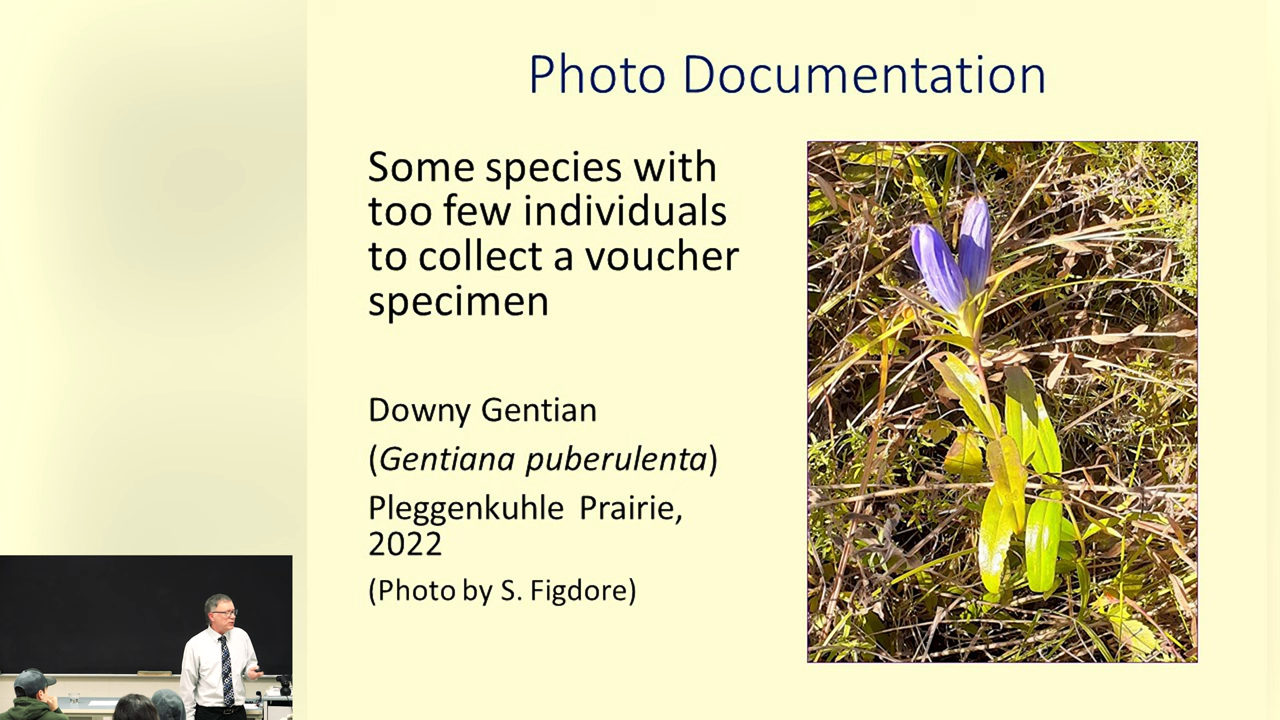 Photo Documentation
Some species with
too few individuals
to collect a voucher
specimen
Downy Gentian
(Gentiana puberulenta)
Pleggenkuhle Prairie,
2022
(Photo by S. Figdore)